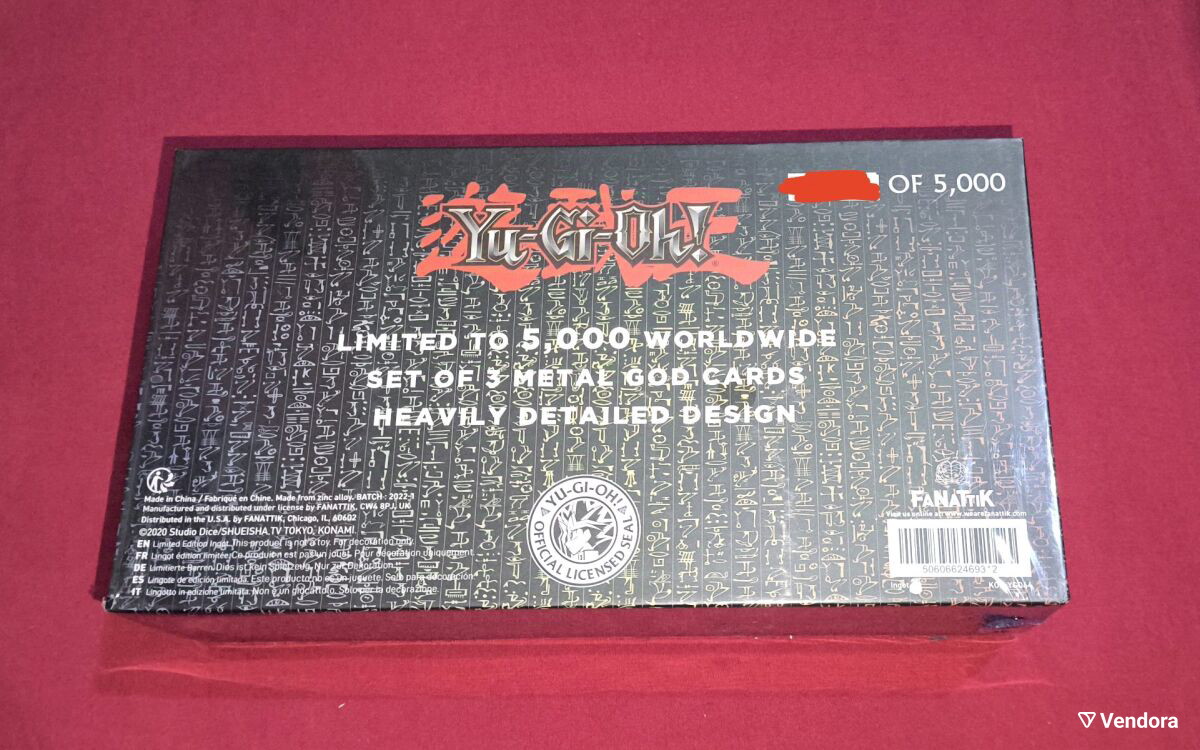 OF 5,000
遊☆戯☆王
Yu-Gi-Oh!
LIMITED TO 5,000 WORLDWIDE
SET OF 3 METAL GOD CARDS
HEAVILY DETAILED DESIGN
Made in China / Fabriqué en Chine. Made from zinc alloy. BATCH : 2022-1
Manufactured and distributed under license by FANATTIK, CW6 8PJ, UK
Distributed in the U.S.A. by FANATTIK, Chicago, IL, 60602
©2020 Studio Dice/SHUEISHA, TV TOKYO, KONAMI.
EN Limited Edition Ingot. This product is not a toy. For decoration only.
FR Lingot édition limitée. Ce produit n'est pas un jouet. Pour décoration uniquement.
DE Limitierte Barren. Dies ist kein Spielzeug. Nur zur Dekoration.
ES Lingote de edición limitada. Este producto no es un juguete. Solo para decoración.
IT Lingotto in edizione limitata. Non è un giocattolo. Solo per la decorazione.
YU-GI-OH!
OFFICIAL LICENSED SEAL
FANATTIK
Visit us online at: www.wearefanattik.com
5060662469312
Ingot
Vendora